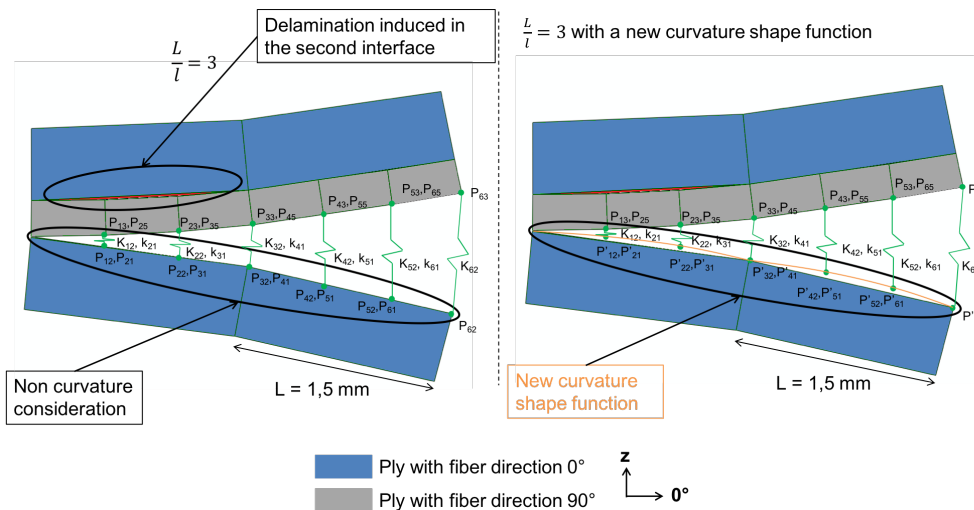 Delamination induced in
the second interface
L/l = 3
P₆₃
P₅₃,P₆₅
P₄₃,P₅₅
P₃₃,P₄₅
P₂₃,P₃₅
P₁₃,P₂₅
K₁₂, k₂₁
K₂₂, k₃₁
K₃₂, k₄₁
K₄₂, k₅₁
K₅₂, k₆₁
K₆₂
P₁₂,P₂₁
P₂₂,P₃₁
P₃₂,P₄₁
P₄₂,P₅₁
P₅₂,P₆₁
P₆₂
Non curvature
consideration
L = 1,5 mm
L/l = 3 with a new curvature shape function
P
P₅₃,P₆₅
P₄₃,P₅₅
P₃₃,P₄₅
P₂₃,P₃₅
P₁₃,P₂₅
K₁₂, k₂₁
K₂₂, k₃₁
K₃₂, k₄₁
K₄₂, k₅₁
K₅₂, k₆₁
K₆
P'₁₂,P'₂₁
P'₂₂,P'₃₁
P'₃₂,P'₄₁
P'₄₂,P'₅₁
P'₅₂,P'₆₁
P'
New curvature
shape function
L = 1,5 mm
Ply with fiber direction 0°
Ply with fiber direction 90°
z
0°